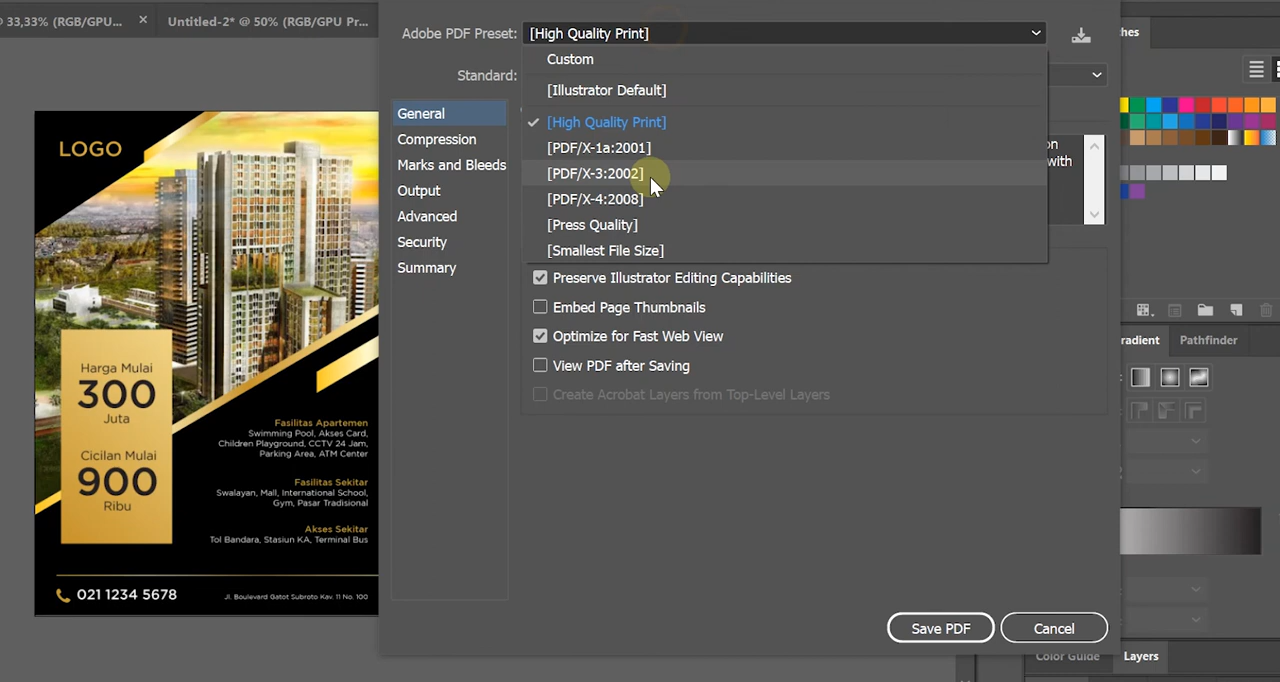 33,33% (RGB/GPU... ×
Untitled-2* @ 50% (RGB/GPU Pr...
Adobe PDF Preset: [High Quality Print]
Standard:
Custom
[Illustrator Default]
[High Quality Print]
[PDF/X-1a:2001]
[PDF/X-3:2002]
[PDF/X-4:2008]
[Press Quality]
[Smallest File Size]
General
Compression
Marks and Bleeds
Output
Advanced
Security
Summary
on
with
Preserve Illustrator Editing Capabilities
Embed Page Thumbnails
Optimize for Fast Web View
View PDF after Saving
Create Acrobat Layers from Top-Level Layers
Save PDF
Cancel
ches
radient
Pathfinder
Color Guide
Layers
LOGO
Harga Mulai
300
Juta
Cicilan Mulai
900
Ribu
Fasilitas Apartemen
Swimming Pool, Akses Card,
Children Playground, CCTV 24 Jam,
Parking Area, ATM Center
Fasilitas Sekitar
Swalayan, Mall, International School,
Gym, Pasar Tradisional
Akses Sekitar
Tol Bandara, Stasiun KA, Terminal Bus
021 1234 5678
Jl. Boulevard Gatot Subroto Kav. 11 No. 100